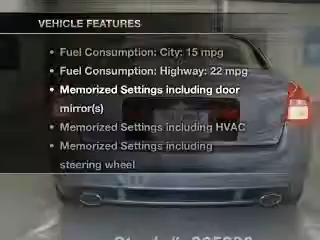 VEHICLE FEATURES
• Fuel Consumption: City: 15 mpg
• Fuel Consumption: Highway: 22 mpg
• Memorized Settings including door
mirror(s)
• Memorized Settings including HVAC
• Memorized Settings including
steering wheel